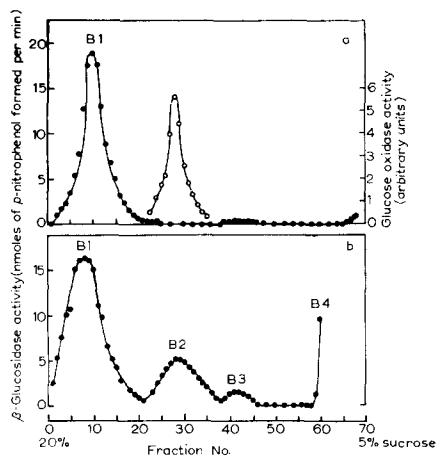 B1
a
20
15
10
5
0
6
5
4
3
2
1
0
Glucose oxidase activity
(arbitrary units)
β-Glucosidase activity (nmoles of p-nitrophenol formed per min)
B1
b
B2
B3
B4
15
10
5
0
0 10 20 30 40 50 60 70
20% Fraction No. 5% sucrose